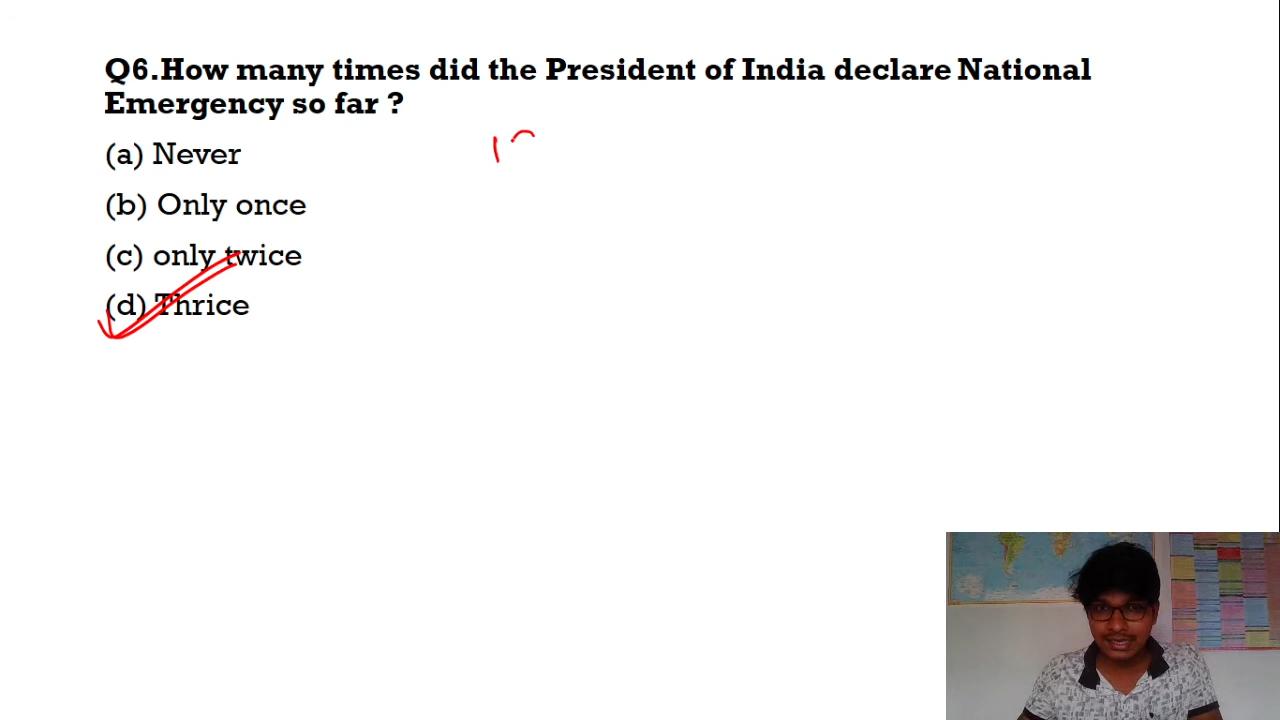 Q6.How many times did the President of India declare National
Emergency so far ?
(a) Never
(b) Only once
(c) only twice
(d) Thrice